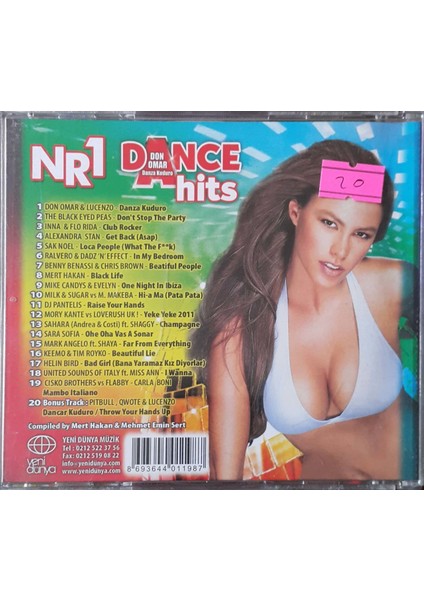 NR1 DANCE
DON
OMAR
Danza Kuduro
hits
20
1 DON OMAR & LUCENZO Danza Kuduro
2 THE BLACK EYED PEAS - Don't Stop The Party
3 INNA & FLO RIDA - Club Rocker
4 ALEXANDRA STAN - Get Back (Asap)
5 SAK NOEL - Loca People (What The F**k)
6 RALVERO & DADZ 'N' EFFECT - In My Bedroom
7 BENNY BENASSI & CHRIS BROWN - Beatiful People
8 MERT HAKAN - Black Life
9 MIKE CANDYS & EVELYN - One Night In Ibiza
10 MILK & SUGAR vs M. MAKEBA - Hi-a Ma (Pata Pata)
11 DJ PANTELIS - Raise Your Hands
12 MORY KANTE vs LOVERUSH UK! - Yeke Yeke 2011
13 SAHARA (Andrea & Costi) ft. SHAGGY - Champagne
14 SARA SOFIA - Ohe Oha Vas A Sonar
15 MARK ANGELO ft. SHAYA - Far From Everything
16 KEEMO & TIM ROYKO - Beautiful Lie
17 HELIN BIRD - Bad Girl (Bana Yaramaz Kız Diyorlar)
18 UNITED SOUNDS OF ITALY ft. MISS ANN - I Wanna
19 CISKO BROTHERS vs FLABBY - CARLA BONI
Mambo Italiano
20 Bonus Track : PITBULL , QWOTE & LUCENZO
Dancar Kuduro / Throw Your Hands Up
Compiled by Mert Hakan & Mehmet Emin Sert
yeni dünya
YENİ DÜNYA MÜZİK
Tel : 0212 522 37 56
Fax : 0212 519 08 22
info@yenidunya.com
www.yenidunya.com
8 693644 011987